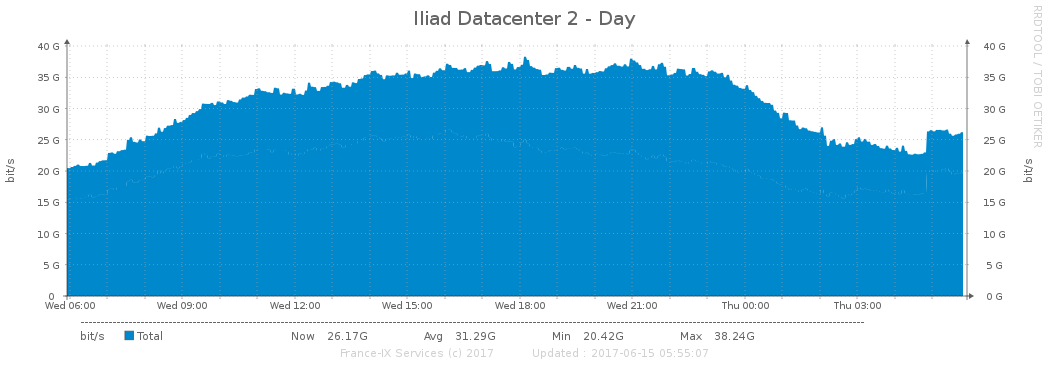 Iliad Datacenter 2 - Day
RRDTOOL / TOBI OETIKER
40 G 40 G
35 G 35 G
30 G 30 G
25 G 25 G
20 G 20 G
15 G 15 G
10 G 10 G
5 G 5 G
0 0 G
bit/s bit/s
Wed 06:00 Wed 09:00 Wed 12:00 Wed 15:00 Wed 18:00 Wed 21:00 Thu 00:00 Thu 03:00
bit/s Total Now 26.17G Avg 31.29G Min 20.42G Max 38.24G
France-IX Services (c) 2017 Updated : 2017-06-15 05:55:07